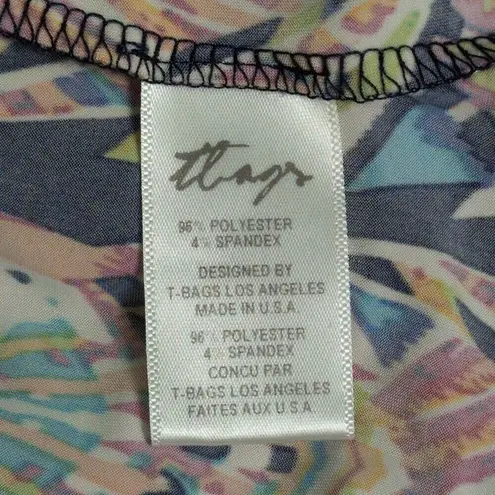 tbags
96% POLYESTER
4% SPANDEX
DESIGNED BY
T-BAGS LOS ANGELES
MADE IN U.S.A.
96% POLYESTER
4% SPANDEX
CONCU PAR
T-BAGS LOS ANGELES
FAITES AUX U.S.A.